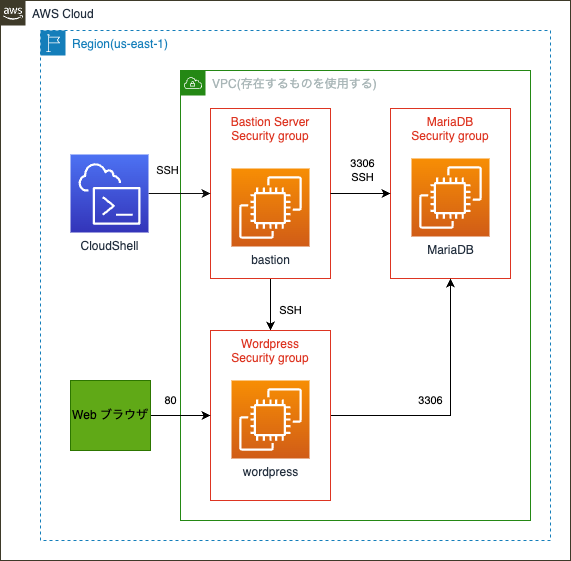 aws
AWS Cloud
Region(us-east-1)
VPC(存在するものを使用する)
Bastion Server
Security group
MariaDB
Security group
SSH
3306
SSH
CloudShell
bastion
MariaDB
SSH
Wordpress
Security group
Web ブラウザ
80
3306
wordpress